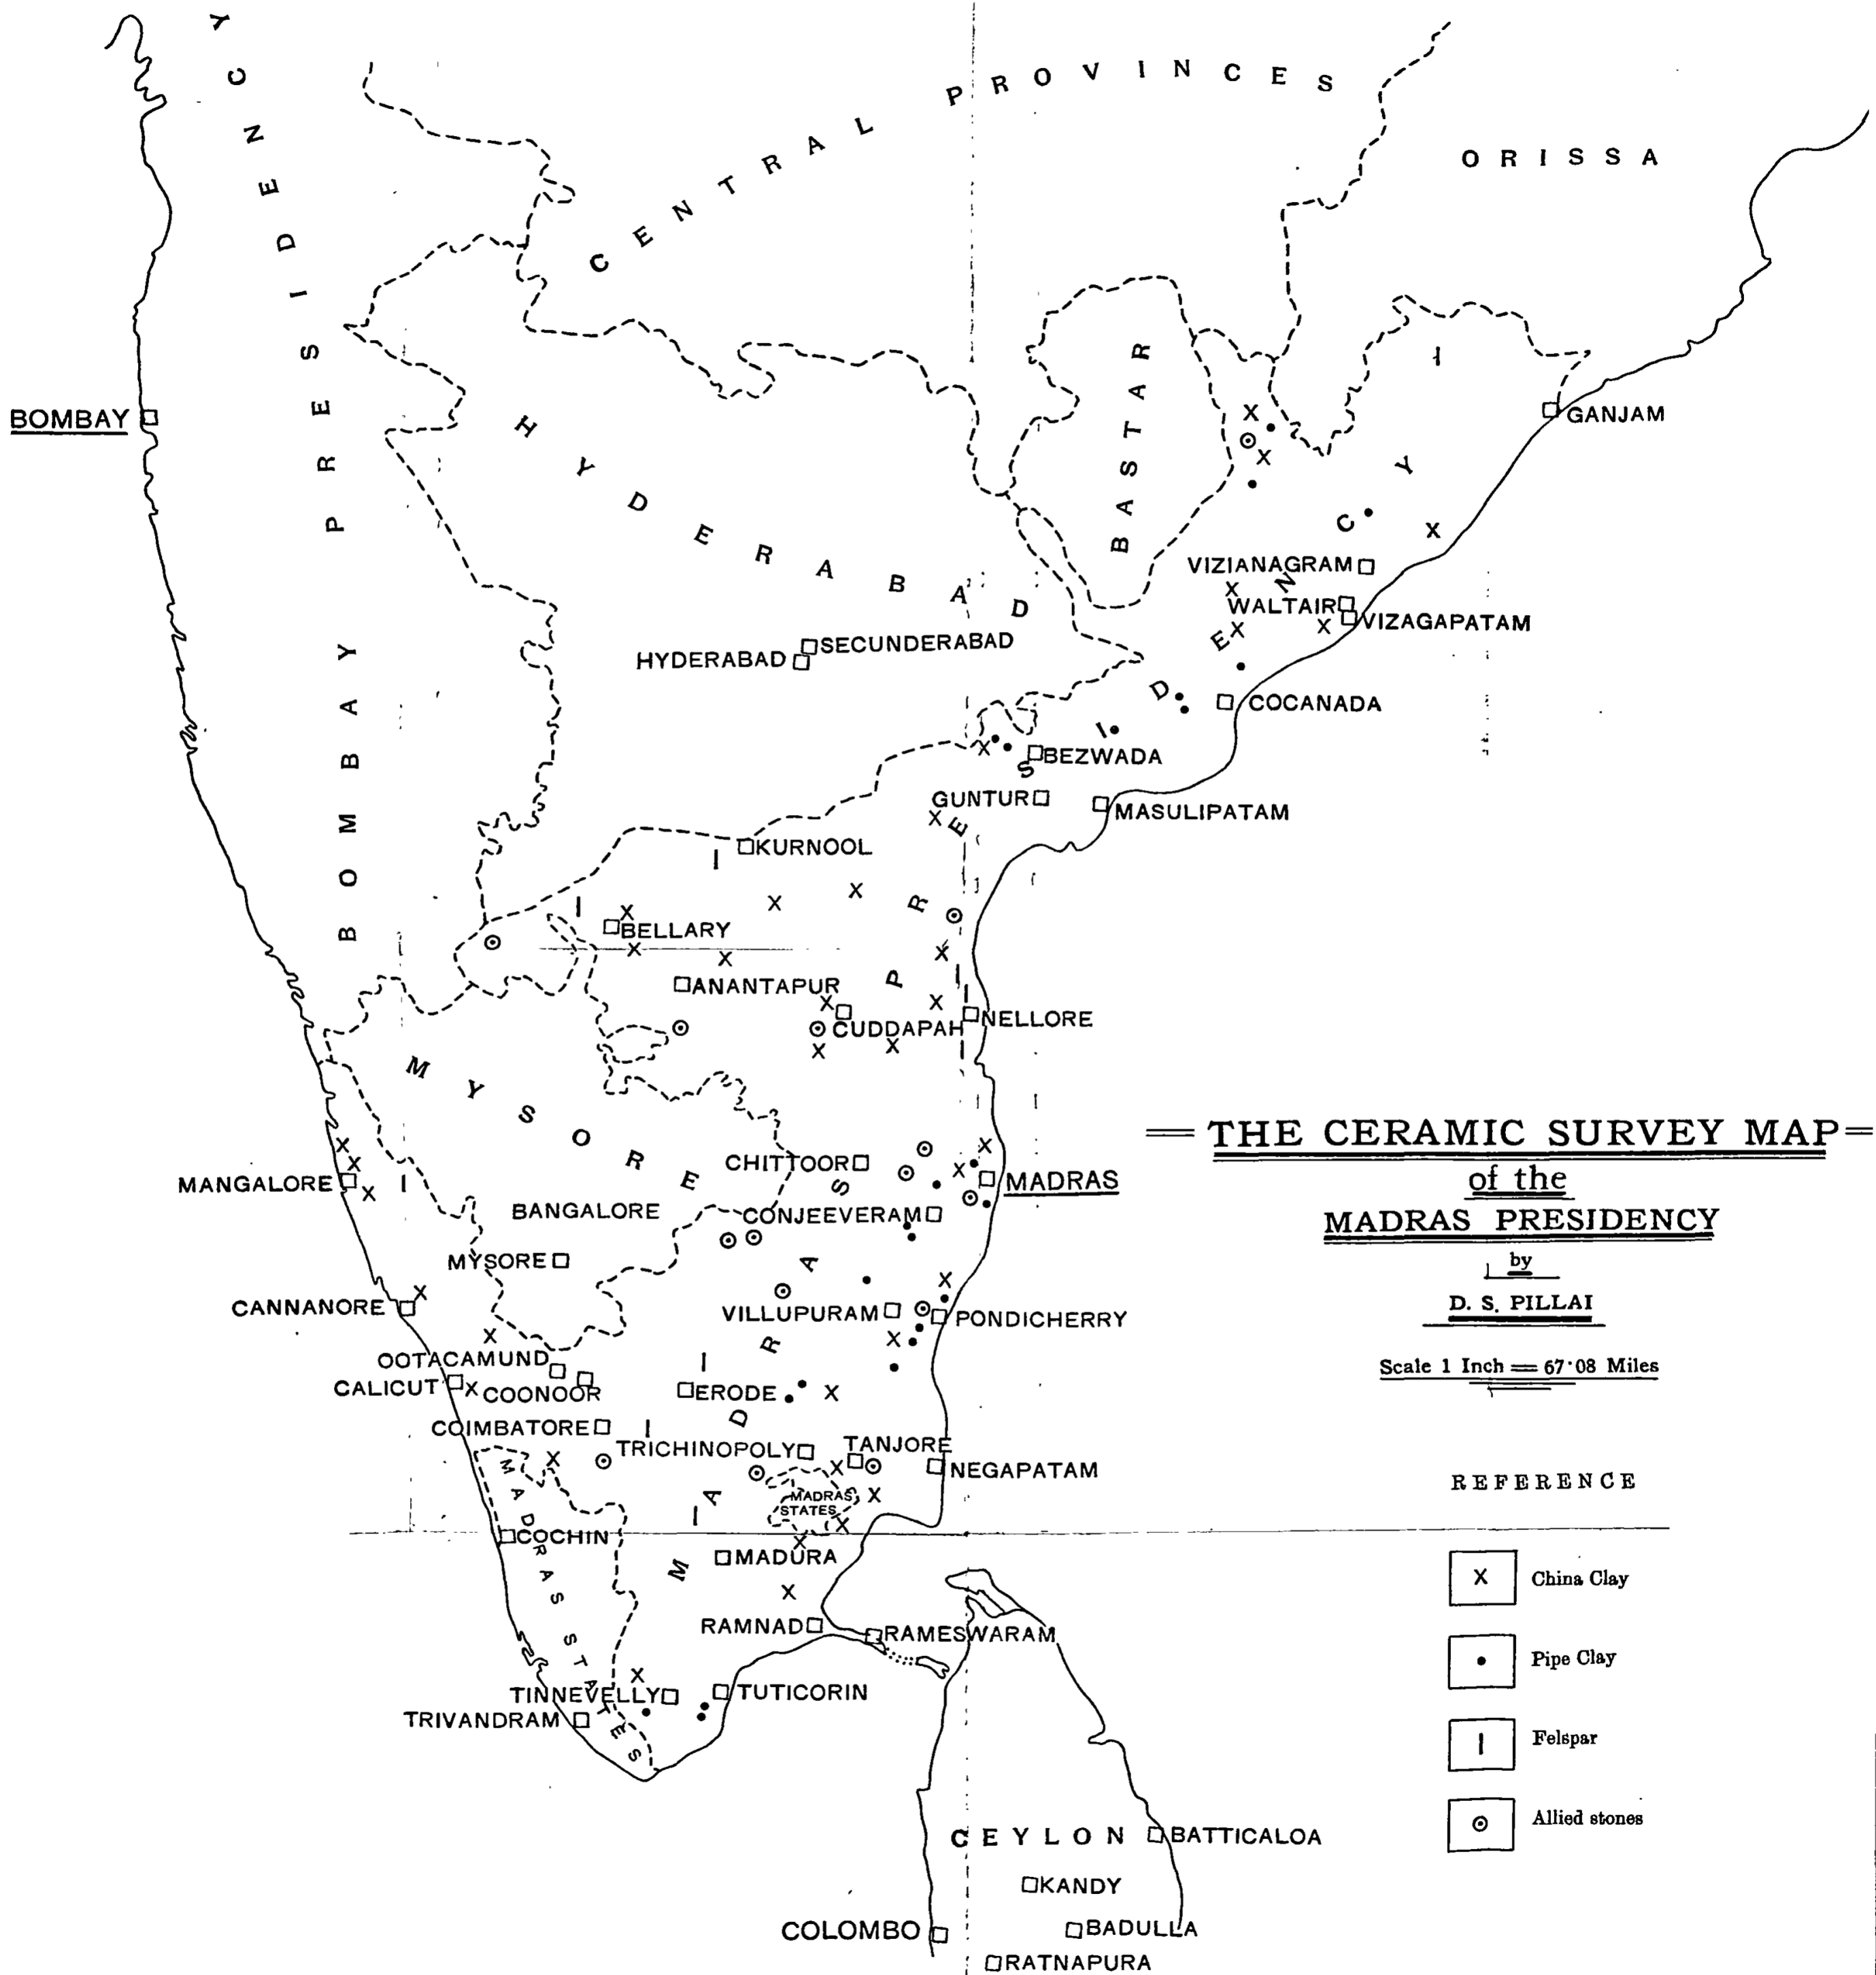 BOMBAY PRESIDENCY
CENTRAL PROVINCES
ORISSA
BASTAR
HYDERABAD
MADRAS PRESIDENCY
MYSORE
BOMBAY
GANJAM
VIZIANAGRAM
WALTAIR
VIZAGAPATAM
SECUNDERABAD
HYDERABAD
COCANADA
BEZWADA
GUNTUR
MASULIPATAM
KURNOOL
BELLARY
ANANTAPUR
CUDDAPAH
NELLORE
CHITTOOR
MANGALORE
MADRAS
BANGALORE
CONJEEVERAM
MYSORE
CANNANORE
VILLUPURAM
PONDICHERRY
OOTACAMUND
CALICUT
COONOOR
ERODE
COIMBATORE
TRICHINOPOLY
TANJORE
NEGAPATAM
MADRAS
STATES
COCHIN
MADRAS STATES
MADURA
RAMNAD
RAMESWARAM
TINNEVELLY
TUTICORIN
TRIVANDRAM
CEYLON
BATTICALOA
KANDY
COLOMBO
BADULLA
RATNAPURA
= THE CERAMIC SURVEY MAP =
of the
MADRAS PRESIDENCY
by
D. S. PILLAI
Scale 1 Inch = 67·08 Miles
REFERENCE
X China Clay
• Pipe Clay
I Felspar
⊙ Allied stones